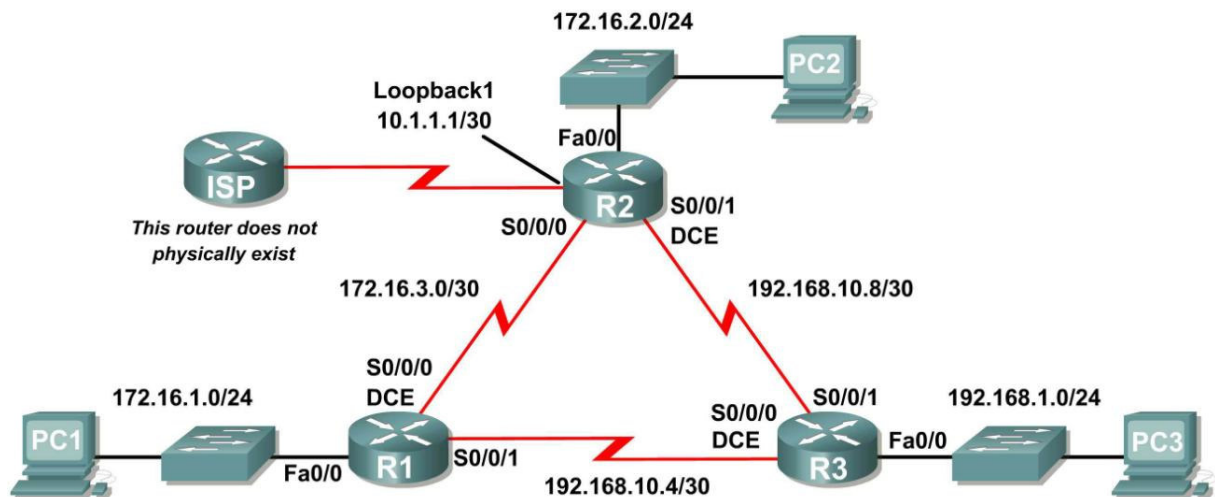 172.16.2.0/24
PC2
Loopback1
10.1.1.1/30
Fa0/0
ISP
R2
This router does not
physically exist
S0/0/0
S0/0/1
DCE
172.16.3.0/30
192.168.10.8/30
S0/0/0
DCE
172.16.1.0/24
S0/0/1
192.168.1.0/24
S0/0/0
DCE
PC1
Fa0/0
R1
S0/0/1
R3
Fa0/0
PC3
192.168.10.4/30